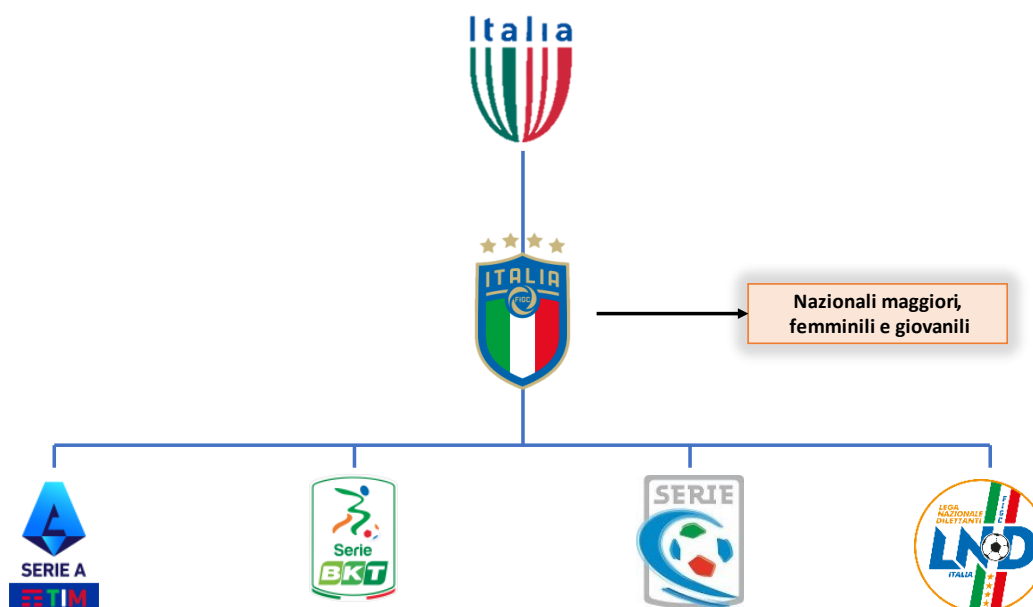 Italia
ITALIA
FIGC
Nazionali maggiori,
femminili e giovanili
SERIE A
TIM
Serie
BKT
SERIE
LEGA
NAZIONALE
DILETTANTI
FIGC
LND
ITALIA